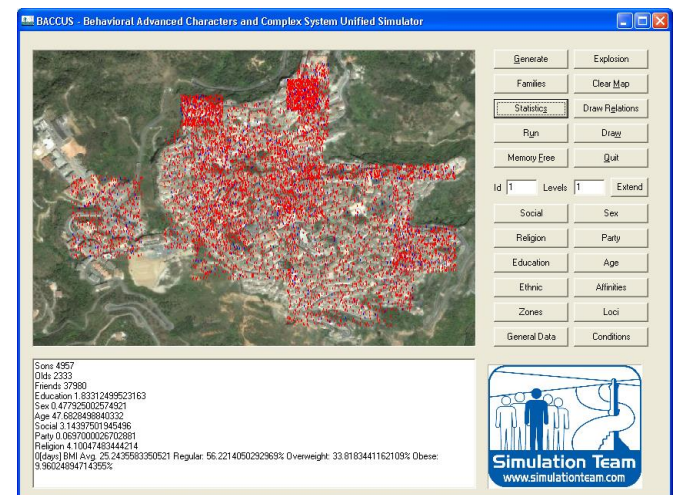 BACCUS - Behavioral Advanced Characters and Complex System Unified Simulator
Generate Explosion
Families Clear Map
Statistics Draw Relations
Run Draw
Memory Free Quit
Id 1 Levels 1 Extend
Social Sex
Religion Party
Education Age
Ethnic Affinities
Zones Loci
General Data Conditions
Sons 4957
Olds 2333
Friends 37980
Education 1.83312499523163
Sex 0.477925002574921
Age 47.6828498840332
Social 3.14397501945496
Party 0.0697000026702881
Religion 4.10047483444214
0[days] BMI Avg. 25.2433583350521 Regular: 56.2214050292969% Overweight: 33.8183441162109% Obese:
9.96024894714355%
Simulation Team
www.simulationteam.com